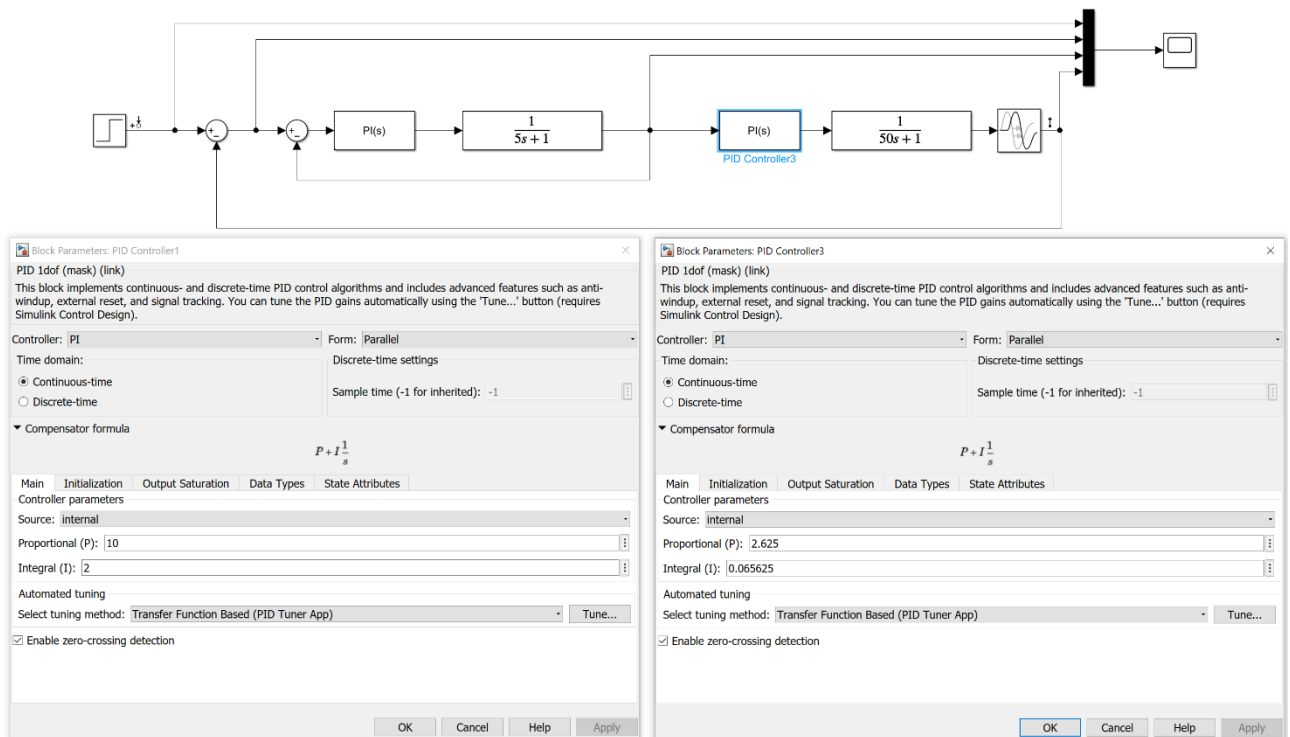 PI(s)
1
5s + 1
PI(s)
PID Controller3
1
50s + 1
Block Parameters: PID Controller1
PID 1dof (mask) (link)
This block implements continuous- and discrete-time PID control algorithms and includes advanced features such as anti-
windup, external reset, and signal tracking. You can tune the PID gains automatically using the 'Tune...' button (requires
Simulink Control Design).
Controller: PI
Form: Parallel
Time domain:
Discrete-time settings
Continuous-time
Discrete-time
Sample time (-1 for inherited): -1
Compensator formula
P + I 1/s
Main Initialization Output Saturation Data Types State Attributes
Controller parameters
Source: internal
Proportional (P): 10
Integral (I): 2
Automated tuning
Select tuning method: Transfer Function Based (PID Tuner App) Tune...
Enable zero-crossing detection
OK Cancel Help Apply
Block Parameters: PID Controller3
PID 1dof (mask) (link)
This block implements continuous- and discrete-time PID control algorithms and includes advanced features such as anti-
windup, external reset, and signal tracking. You can tune the PID gains automatically using the 'Tune...' button (requires
Simulink Control Design).
Controller: PI
Form: Parallel
Time domain:
Discrete-time settings
Continuous-time
Discrete-time
Sample time (-1 for inherited): -1
Compensator formula
P + I 1/s
Main Initialization Output Saturation Data Types State Attributes
Controller parameters
Source: internal
Proportional (P): 2.625
Integral (I): 0.065625
Automated tuning
Select tuning method: Transfer Function Based (PID Tuner App) Tune...
Enable zero-crossing detection
OK Cancel Help Apply